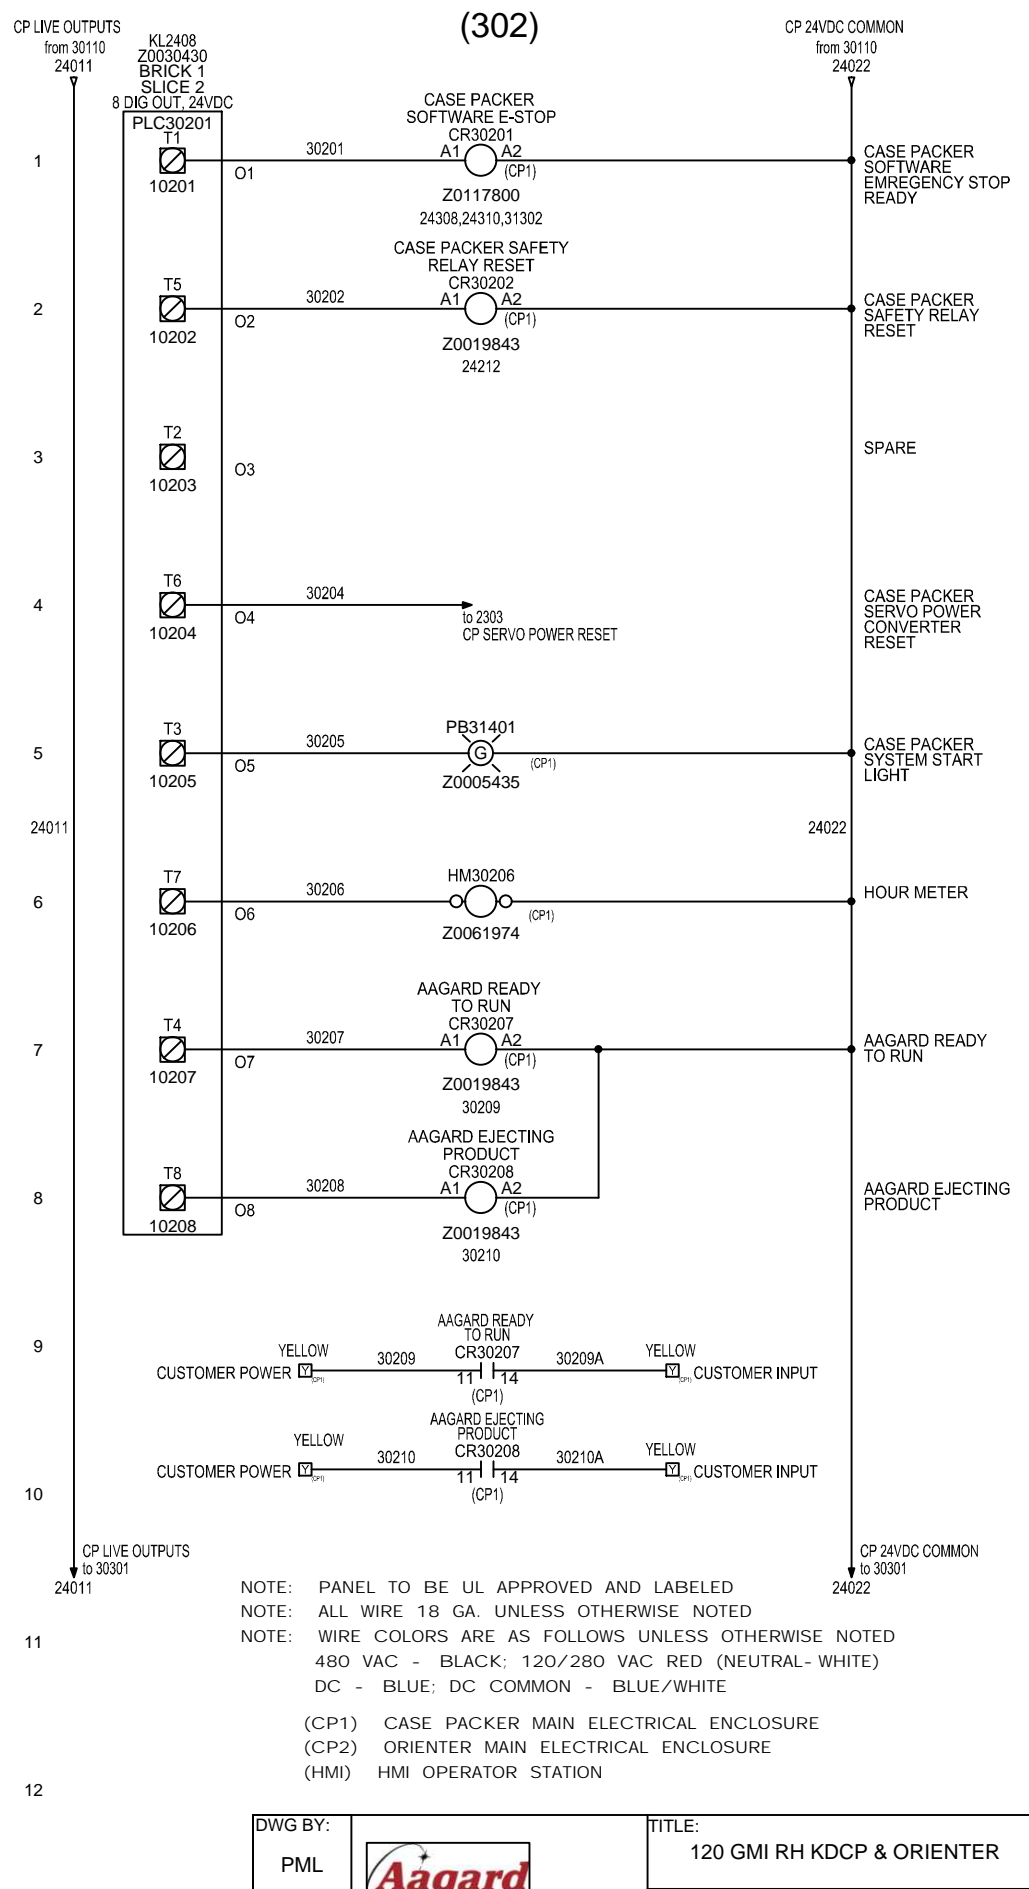 (302)
CP LIVE OUTPUTS
from 30110
24011
KL2408
Z0030430
BRICK 1
SLICE 2
8 DIG OUT, 24VDC
PLC30201
CP 24VDC COMMON
from 30110
24022
1
T1
10201
O1
30201
CASE PACKER
SOFTWARE E-STOP
CR30201
A1 A2
(CP1)
Z0117800
24308,24310,31302
CASE PACKER
SOFTWARE
EMREGENCY STOP
READY
2
T5
10202
O2
30202
CASE PACKER SAFETY
RELAY RESET
CR30202
A1 A2
(CP1)
Z0019843
24212
CASE PACKER
SAFETY RELAY
RESET
3
T2
10203
O3
SPARE
4
T6
10204
O4
30204
to 2303
CP SERVO POWER RESET
CASE PACKER
SERVO POWER
CONVERTER
RESET
5
T3
10205
O5
30205
PB31401
G
(CP1)
Z0005435
CASE PACKER
SYSTEM START
LIGHT
24011
24022
6
T7
10206
O6
30206
HM30206
(CP1)
Z0061974
HOUR METER
7
T4
10207
O7
30207
AAGARD READY
TO RUN
CR30207
A1 A2
(CP1)
Z0019843
30209
AAGARD READY
TO RUN
8
T8
10208
O8
30208
AAGARD EJECTING
PRODUCT
CR30208
A1 A2
(CP1)
Z0019843
30210
AAGARD EJECTING
PRODUCT
9
AAGARD READY
TO RUN
CR30207
YELLOW
CUSTOMER POWER Y (CP1)
30209
11 14
(CP1)
30209A
YELLOW
Y (CP1) CUSTOMER INPUT
10
AAGARD EJECTING
PRODUCT
CR30208
YELLOW
CUSTOMER POWER Y (CP1)
30210
11 14
(CP1)
30210A
YELLOW
Y (CP1) CUSTOMER INPUT
CP LIVE OUTPUTS
to 30301
24011
CP 24VDC COMMON
to 30301
24022
NOTE: PANEL TO BE UL APPROVED AND LABELED
NOTE: ALL WIRE 18 GA. UNLESS OTHERWISE NOTED
11
NOTE: WIRE COLORS ARE AS FOLLOWS UNLESS OTHERWISE NOTED
480 VAC - BLACK; 120/280 VAC RED (NEUTRAL-WHITE)
DC - BLUE; DC COMMON - BLUE/WHITE
(CP1) CASE PACKER MAIN ELECTRICAL ENCLOSURE
(CP2) ORIENTER MAIN ELECTRICAL ENCLOSURE
(HMI) HMI OPERATOR STATION
12
DWG BY:
PML
Aagard
TITLE:
120 GMI RH KDCP & ORIENTER